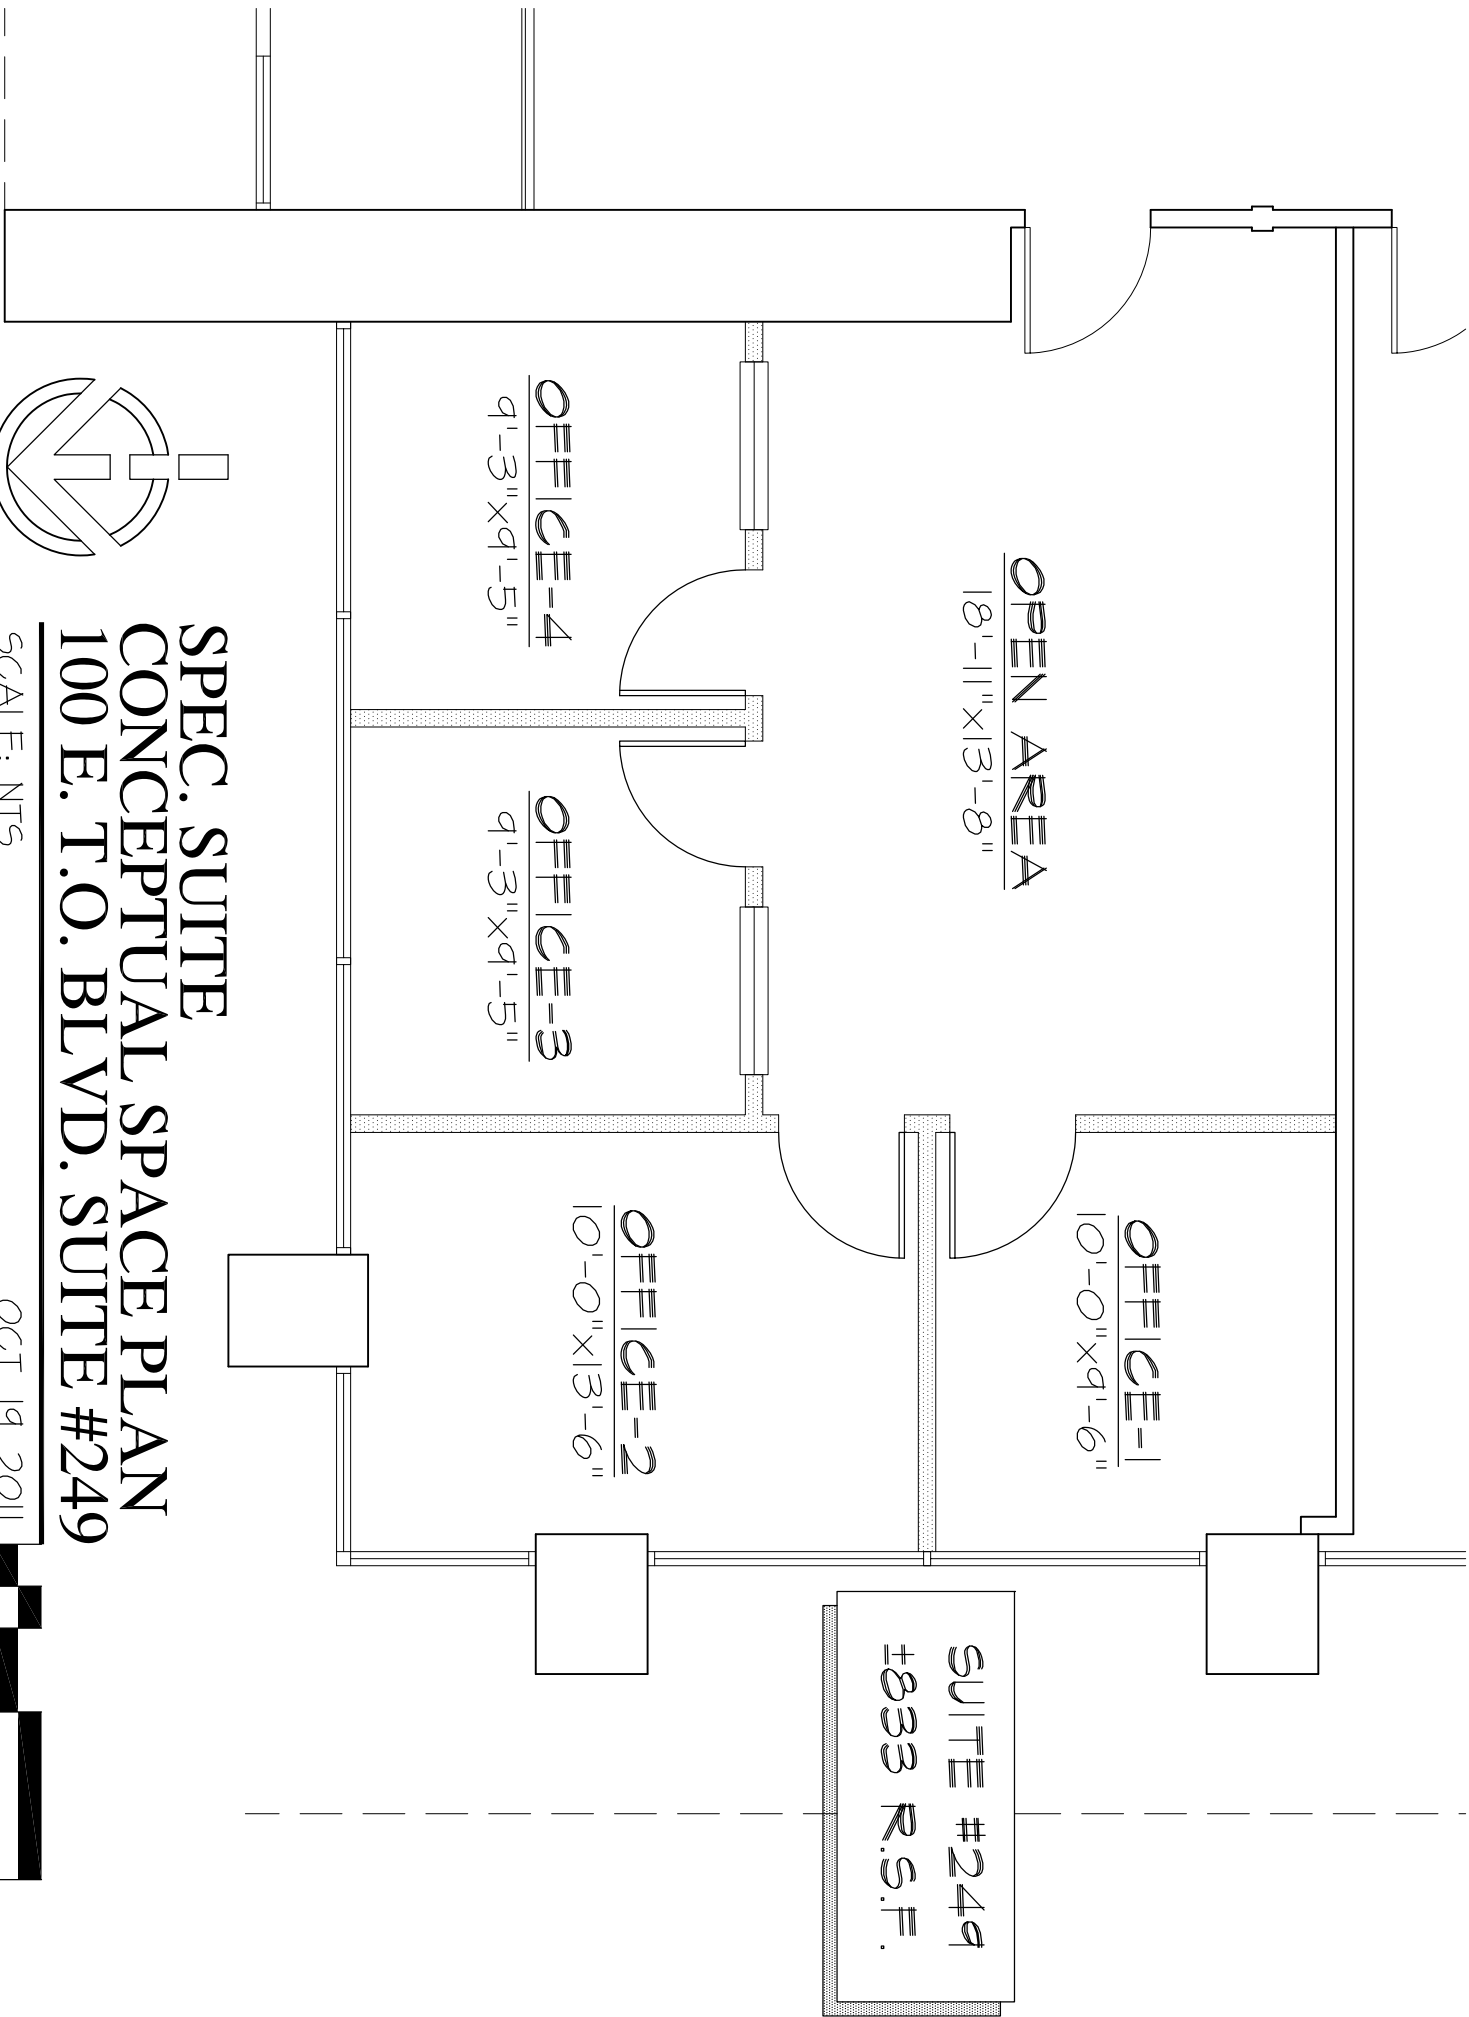 OPEN AREA
18'-11"x13'-8"
OFFICE-1
10'-0"x9'-6"
OFFICE-4
9'-3"x9'-5"
OFFICE-3
9'-3"x9'-5"
OFFICE-2
10'-0"x13'-6"
SUITE #249
±833 R.S.F.
SPEC. SUITE
CONCEPTUAL SPACE PLAN
100 E. T.O. BLVD. SUITE #249
SCALE: NTS
OCT 19 2011